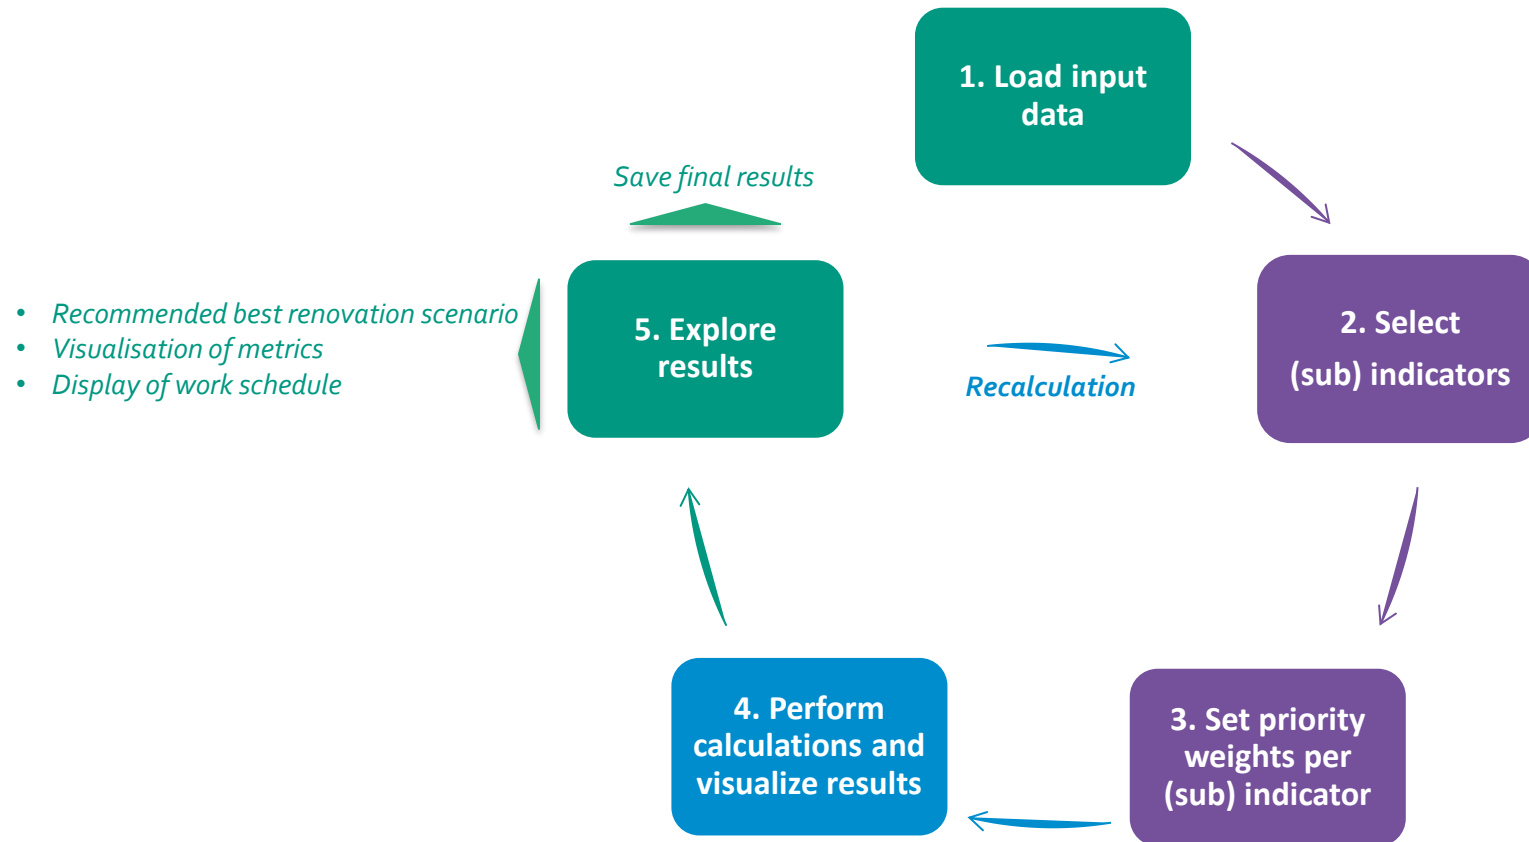 1. Load input
data
Save final results
• Recommended best renovation scenario
• Visualisation of metrics
• Display of work schedule
5. Explore
results
Recalculation
2. Select
(sub) indicators
4. Perform
calculations and
visualize results
3. Set priority
weights per
(sub) indicator